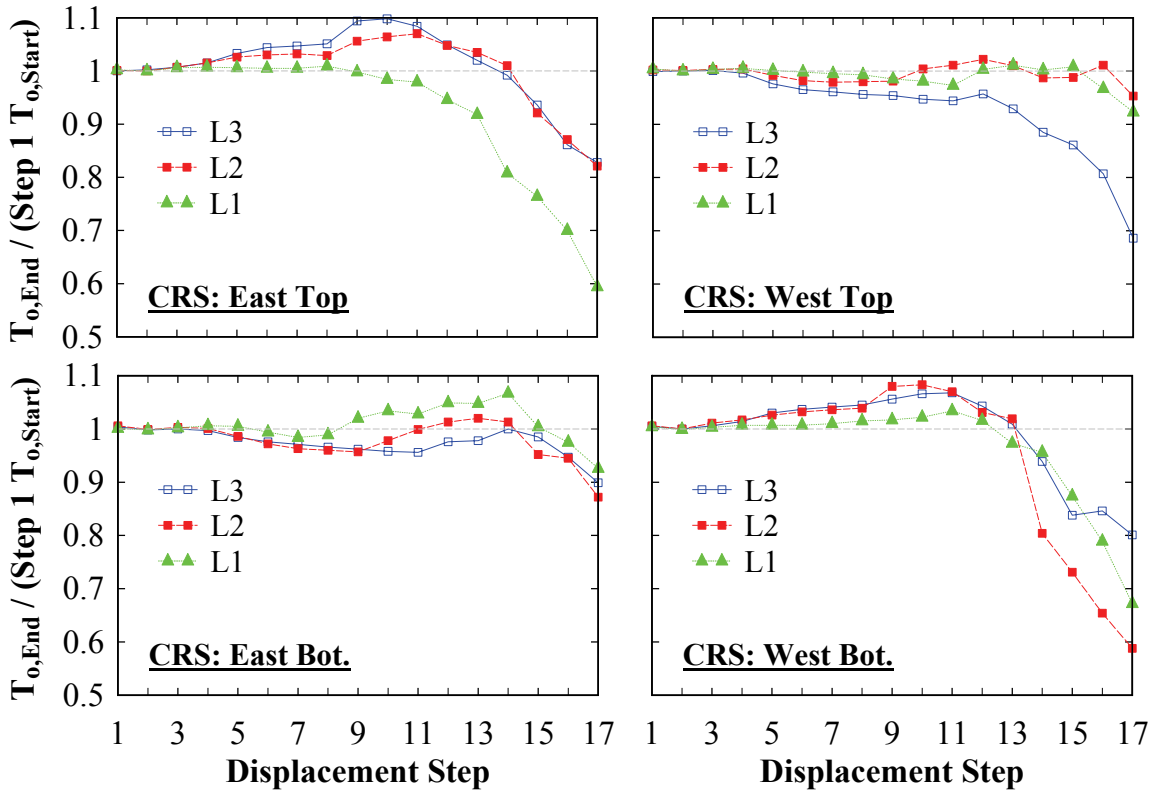 T_o,End / (Step 1 T_o,Start)
1.1
1
0.9
0.8
0.7
0.6
0.5
L3
L2
L1
CRS: East Top
L3
L2
L1
CRS: West Top
T_o,End / (Step 1 T_o,Start)
1.1
1
0.9
0.8
0.7
0.6
0.5
L3
L2
L1
CRS: East Bot.
1 3 5 7 9 11 13 15 17
Displacement Step
L3
L2
L1
CRS: West Bot.
1 3 5 7 9 11 13 15 17
Displacement Step